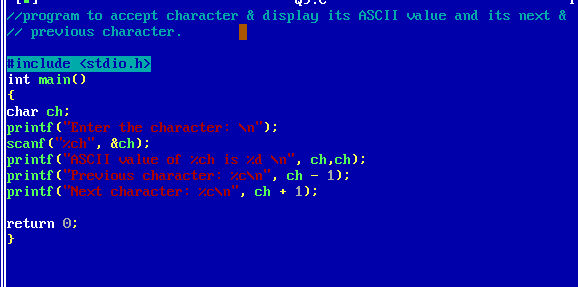 //program to accept character & display its ASCII value and its next &
// previous character.
#include <stdio.h>
int main()
{
char ch;
printf("Enter the character: \n");
scanf("%ch", &ch);
printf("ASCII value of %ch is %d \n", ch,ch);
printf("Previous character: %c\n", ch - 1);
printf("Next character: %c\n", ch + 1);
return 0;
}